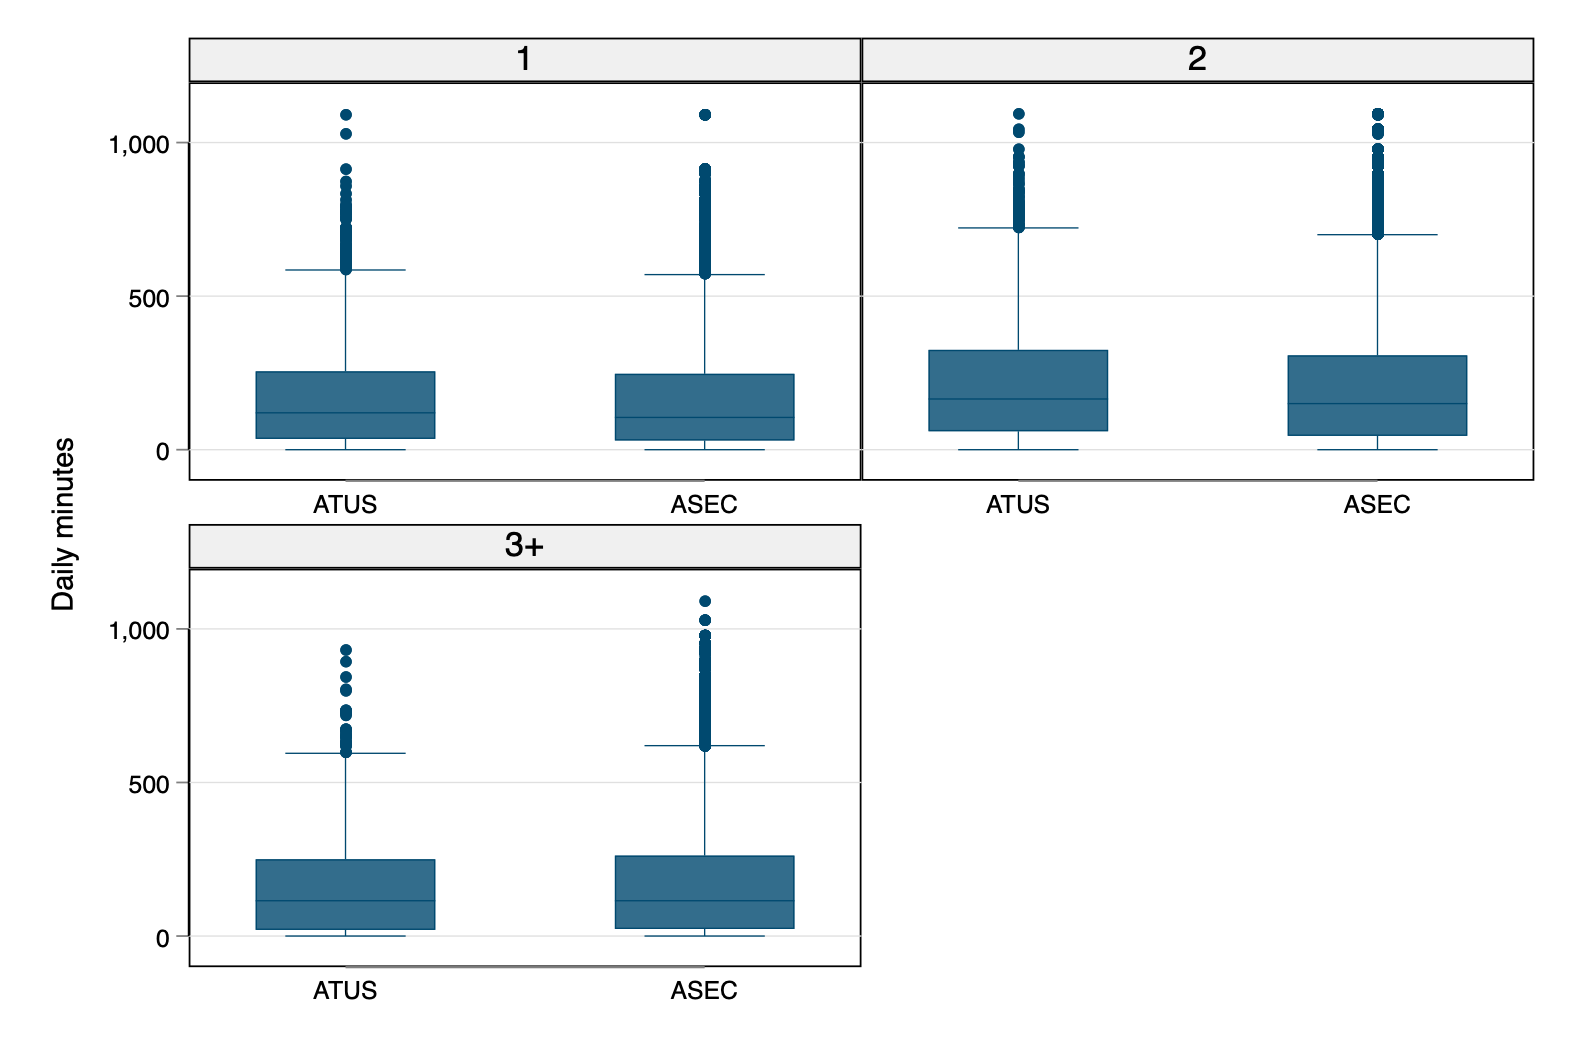 1
2
1,000
500
0
ATUS
ASEC
ATUS
ASEC
Daily minutes
3+
1,000
500
0
ATUS
ASEC